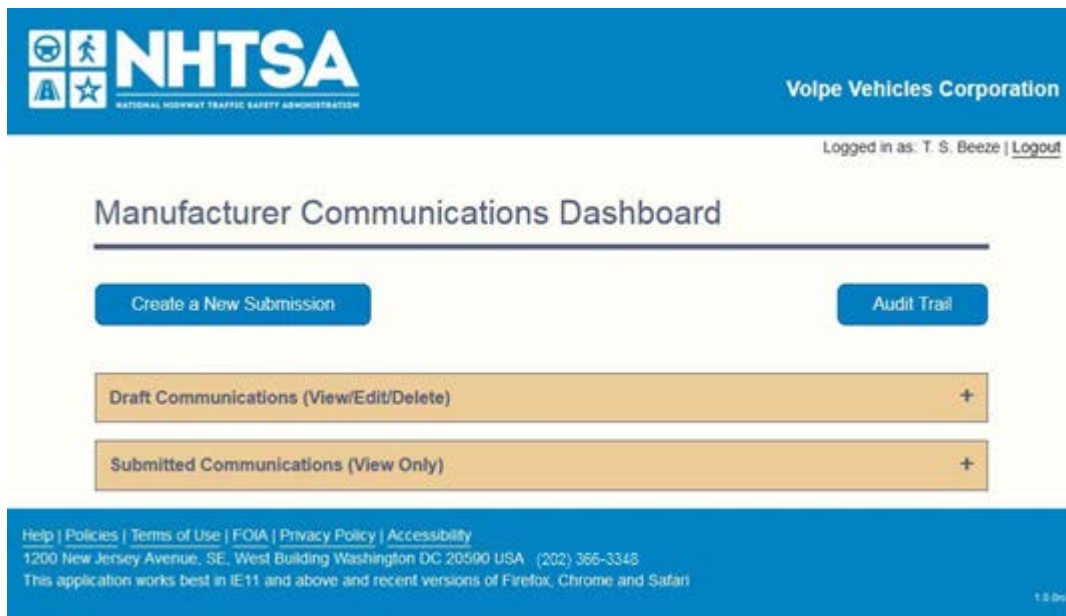 NHTSA
NATIONAL HIGHWAY TRAFFIC SAFETY ADMINISTRATION
Volpe Vehicles Corporation
Logged in as: T. S. Beeze | Logout
Manufacturer Communications Dashboard
Create a New Submission
Audit Trail
Draft Communications (View/Edit/Delete) +
Submitted Communications (View Only) +
Help | Policies | Terms of Use | FOIA | Privacy Policy | Accessibility
1200 New Jersey Avenue, SE, West Building Washington DC 20590 USA (202) 366-3348
This application works best in IE11 and above and recent versions of Firefox, Chrome and Safari